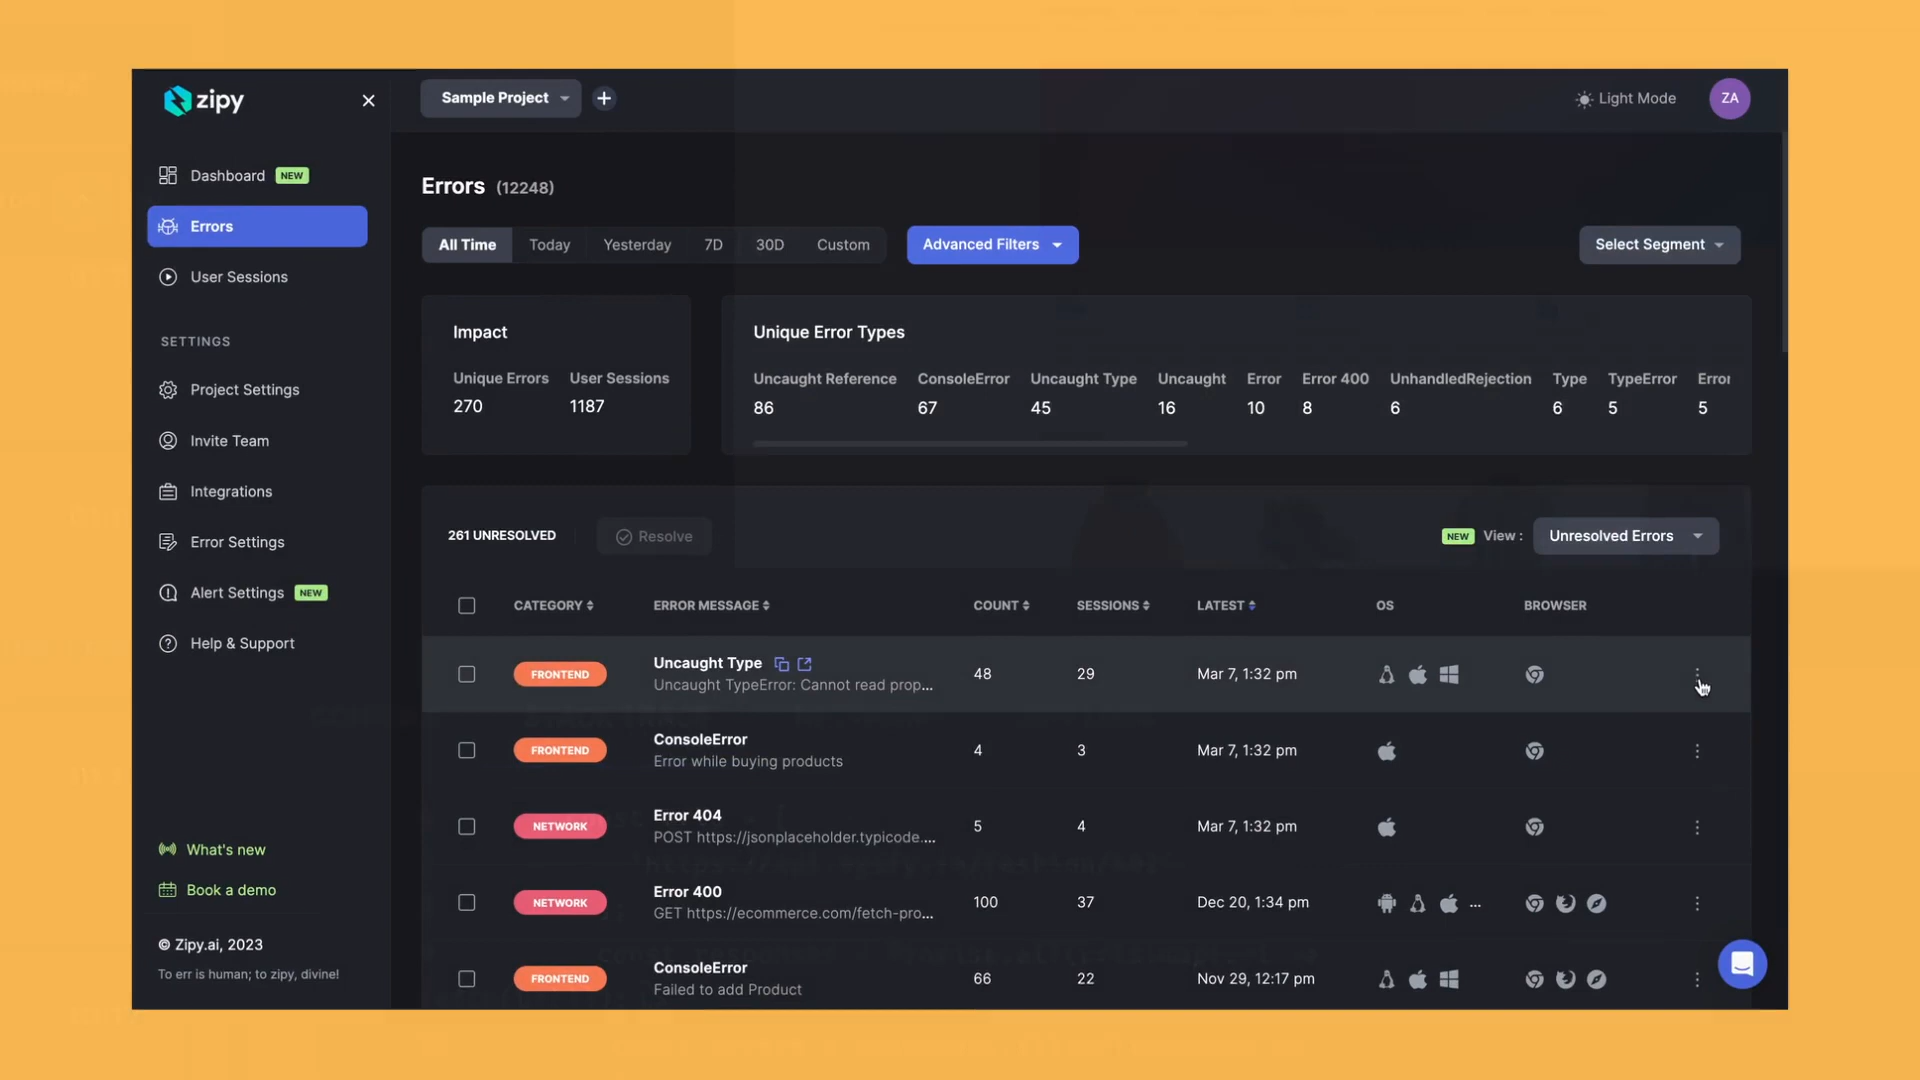 zipy
Sample Project
Light Mode
ZA
Dashboard NEW
Errors
User Sessions
SETTINGS
Project Settings
Invite Team
Integrations
Error Settings
Alert Settings NEW
Help & Support
What's new
Book a demo
© Zipy.ai, 2023
To err is human; to zipy, divine!
Errors (12248)
All Time Today Yesterday 7D 30D Custom Advanced Filters Select Segment
Impact
Unique Errors User Sessions
270 1187
Unique Error Types
Uncaught Reference ConsoleError Uncaught Type Uncaught Error Error 400 UnhandledRejection Type TypeError Error
86 67 45 16 10 8 6 6 5 5
261 UNRESOLVED Resolve NEW View : Unresolved Errors
CATEGORY ERROR MESSAGE COUNT SESSIONS LATEST OS BROWSER
FRONTEND Uncaught Type 48 29 Mar 7, 1:32 pm
Uncaught TypeError: Cannot read prop...
FRONTEND ConsoleError 4 3 Mar 7, 1:32 pm
Error while buying products
NETWORK Error 404 5 4 Mar 7, 1:32 pm
POST https://jsonplaceholder.typicode....
NETWORK Error 400 100 37 Dec 20, 1:34 pm ...
GET https://ecommerce.com/fetch-pro...
FRONTEND ConsoleError 66 22 Nov 29, 12:17 pm
Failed to add Product